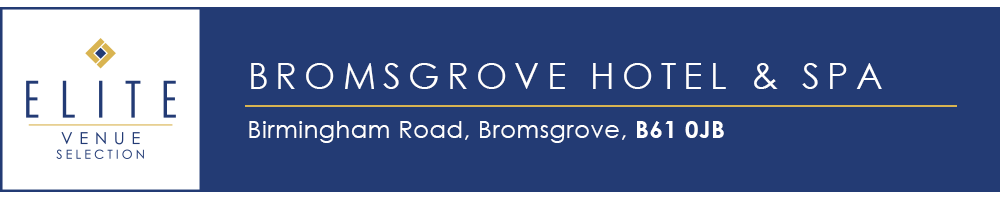 ELITE
VENUE
SELECTION
BROMSGROVE HOTEL & SPA
Birmingham Road, Bromsgrove, B61 0JB